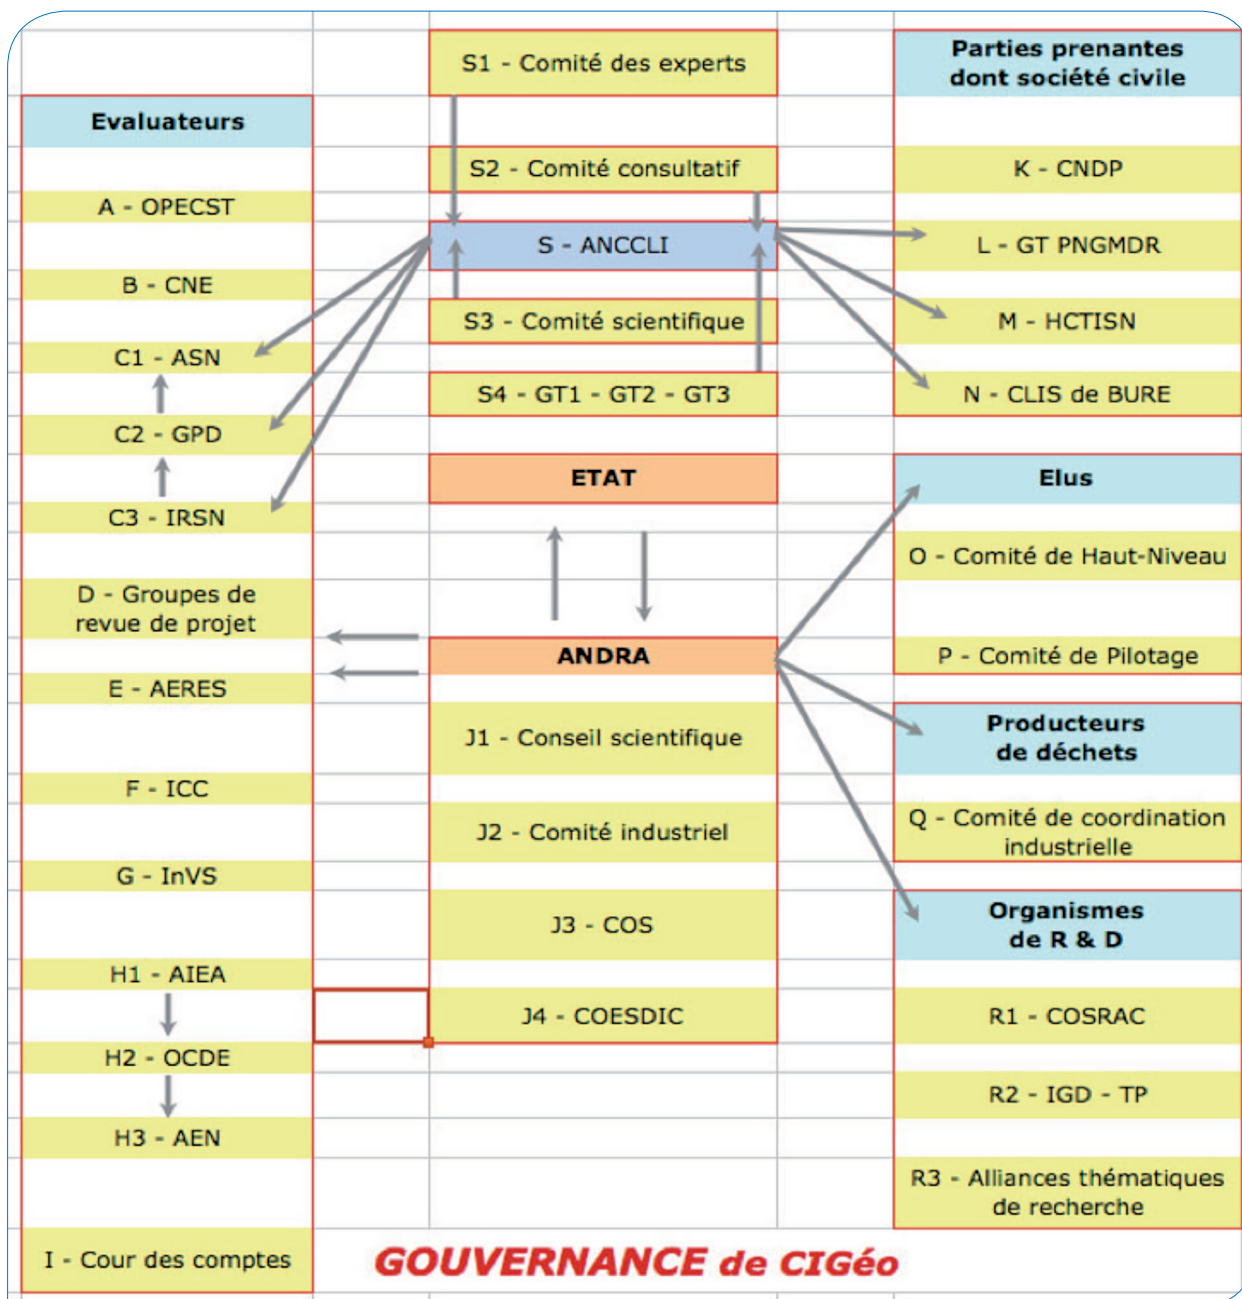 Evaluateurs
A - OPECST
B - CNE
C1 - ASN
C2 - GPD
C3 - IRSN
D - Groupes de
revue de projet
E - AERES
F - ICC
G - InVS
H1 - AIEA
H2 - OCDE
H3 - AEN
I - Cour des comptes
S1 - Comité des experts
S2 - Comité consultatif
S - ANCCLI
S3 - Comité scientifique
S4 - GT1 - GT2 - GT3
ETAT
ANDRA
J1 - Conseil scientifique
J2 - Comité industriel
J3 - COS
J4 - COESDIC
Parties prenantes
dont société civile
K - CNDP
L - GT PNGMDR
M - HCTISN
N - CLIS de BURE
Elus
O - Comité de Haut-Niveau
P - Comité de Pilotage
Producteurs
de déchets
Q - Comité de coordination
industrielle
Organismes
de R & D
R1 - COSRAC
R2 - IGD - TP
R3 - Alliances thématiques
de recherche
GOUVERNANCE de CIGéo